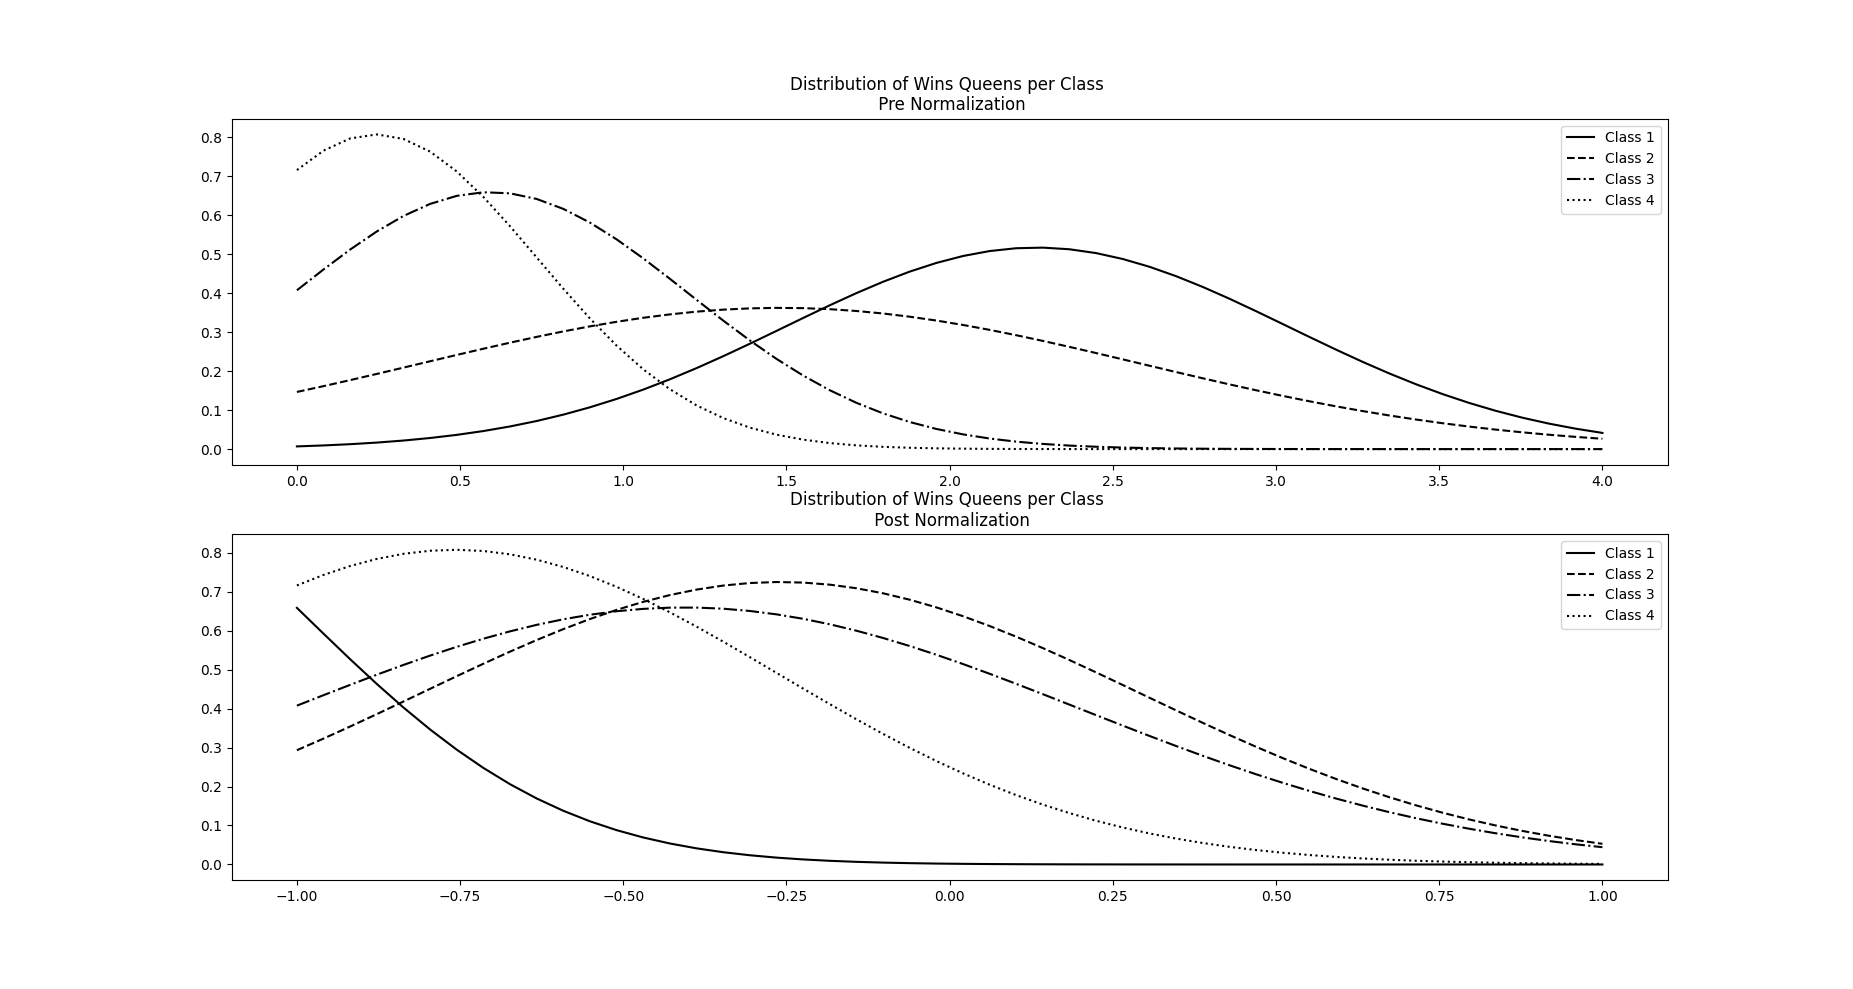 Distribution of Wins Queens per Class
Pre Normalization
0.8
0.7
0.6
0.5
0.4
0.3
0.2
0.1
0.0
Class 1
Class 2
Class 3
Class 4
0.0 0.5 1.0 1.5 2.0 2.5 3.0 3.5 4.0
Distribution of Wins Queens per Class
Post Normalization
0.8
0.7
0.6
0.5
0.4
0.3
0.2
0.1
0.0
Class 1
Class 2
Class 3
Class 4
−1.00 −0.75 −0.50 −0.25 0.00 0.25 0.50 0.75 1.00